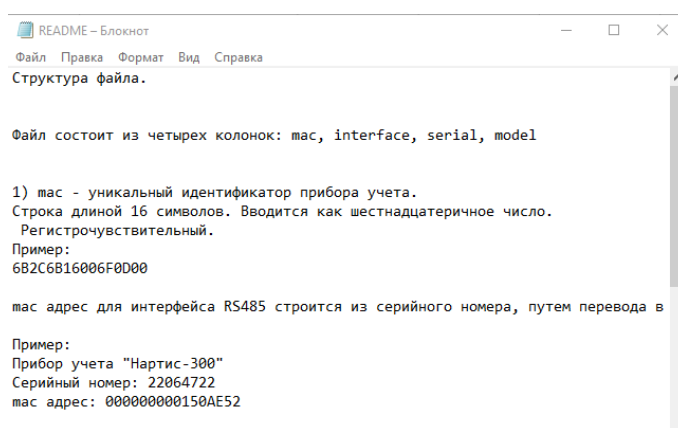 README – Блокнот
Файл Правка Формат Вид Справка
Структура файла.
Файл состоит из четырех колонок: mac, interface, serial, model
1) mac - уникальный идентификатор прибора учета.
Строка длиной 16 символов. Вводится как шестнадцатеричное число.
Регистрочувствительный.
Пример:
6B2C6B16006F0D00
mac адрес для интерфейса RS485 строится из серийного номера, путем перевода в
Пример:
Прибор учета "Нартис-300"
Серийный номер: 22064722
mac адрес: 000000000150AE52